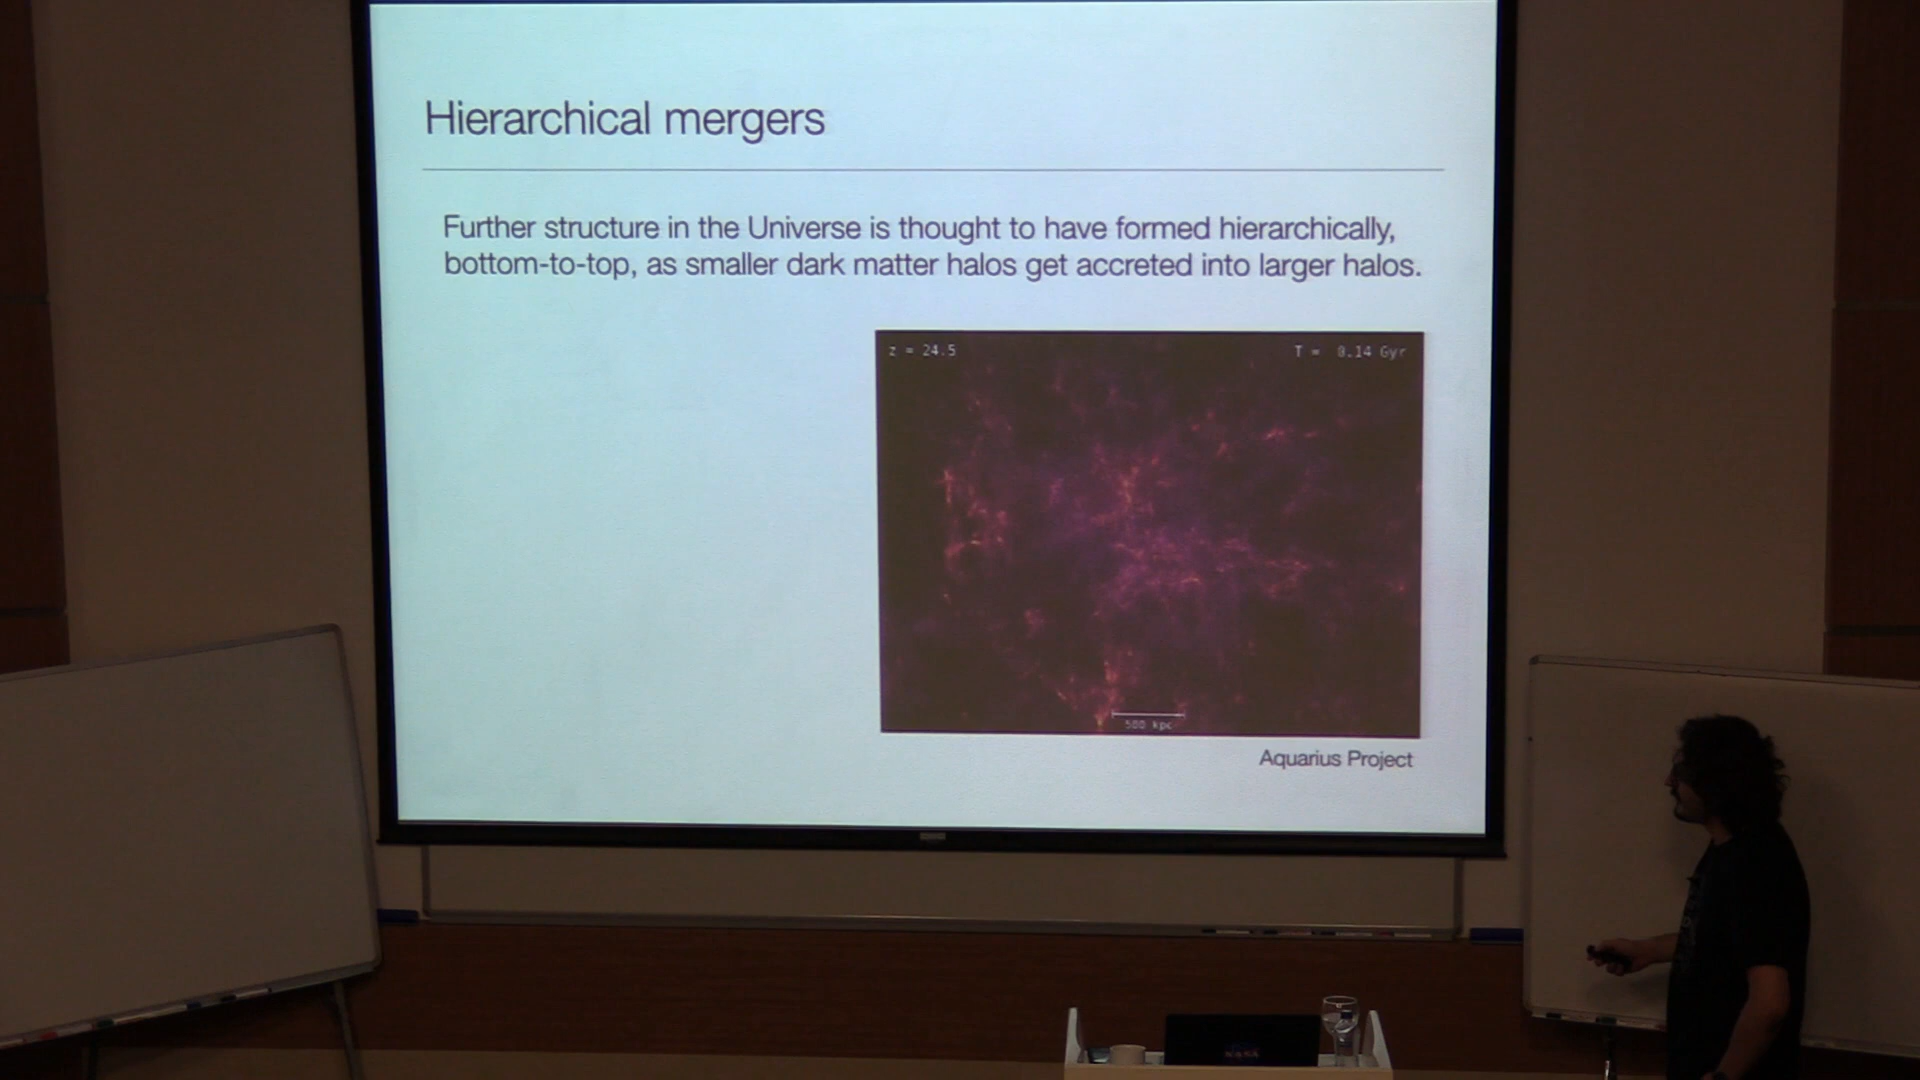 Hierarchical mergers
Further structure in the Universe is thought to have formed hierarchically,
bottom-to-top, as smaller dark matter halos get accreted into larger halos.
z = 24.5
T = 0.14 Gyr
500 kpc
Aquarius Project
NASA